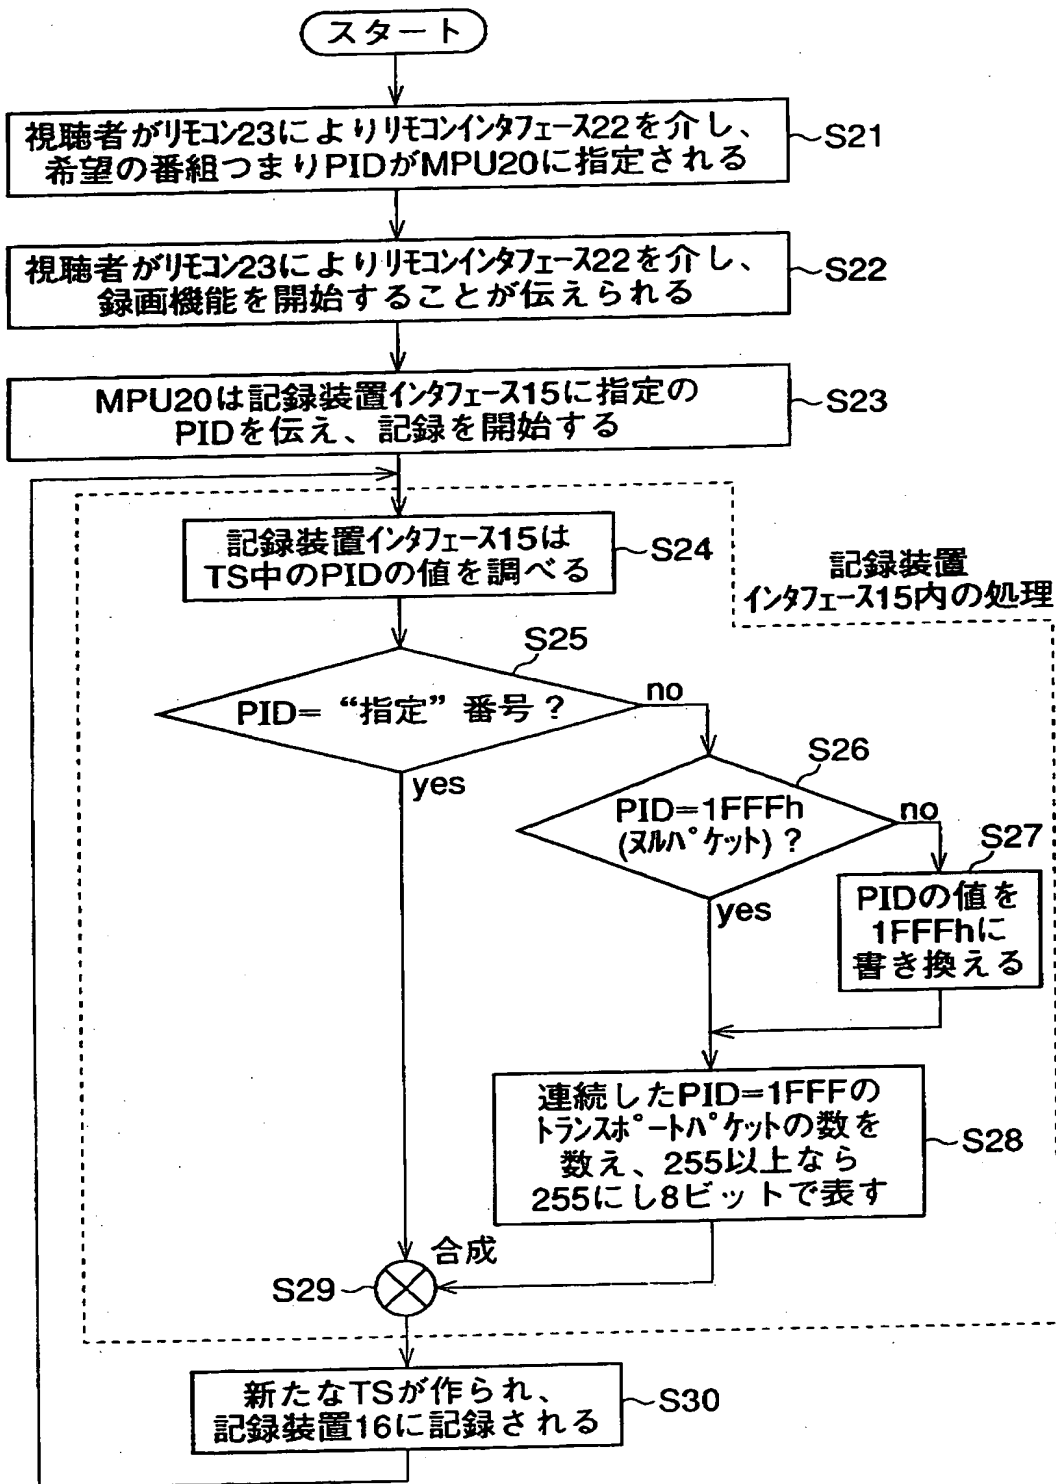 スタート
視聴者がリモコン23によりリモコンインタフェース22を介し、
希望の番組つまりPIDがMPU20に指定される
S21
視聴者がリモコン23によりリモコンインタフェース22を介し、
録画機能を開始することが伝えられる
S22
MPU20は記録装置インタフェース15に指定の
PIDを伝え、記録を開始する
S23
記録装置インタフェース15は
TS中のPIDの値を調べる
S24
記録装置
インタフェース15内の処理
S25
PID= “指定” 番号?
no
yes
S26
PID=1FFFh
(ヌルパケット)?
no
yes
S27
PIDの値を
1FFFhに
書き換える
連続したPID=1FFFの
トランスポートパケットの数を
数え、255以上なら
255にし8ビットで表す
S28
合成
S29
新たなTSが作られ、
記録装置16に記録される
S30